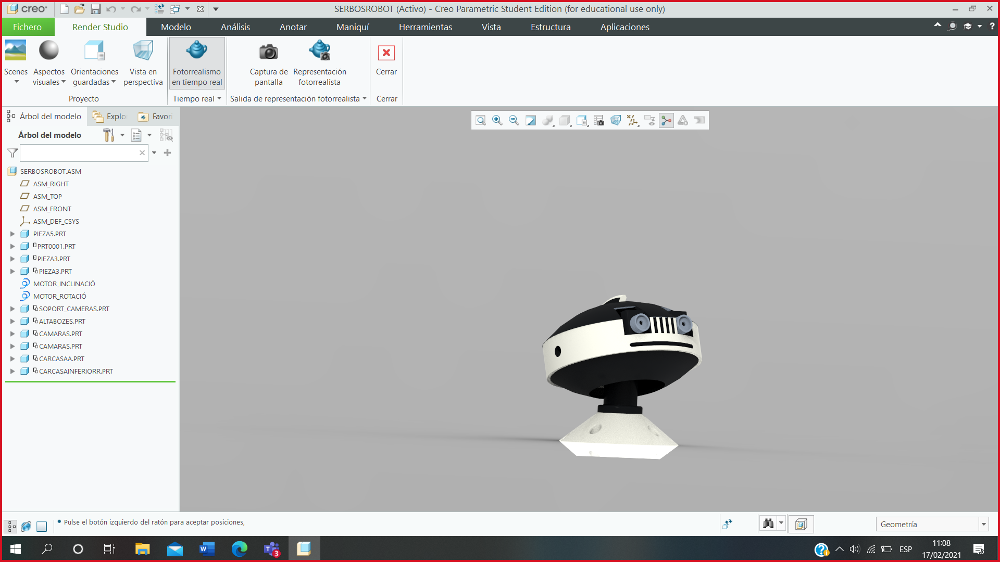 creo
SERBOSROBOT (Activo) - Creo Parametric Student Edition (for educational use only)
Fichero
Render Studio
Modelo
Análisis
Anotar
Maniquí
Herramientas
Vista
Estructura
Aplicaciones
Scenes
Aspectos
visuales
Orientaciones
guardadas
Vista en
perspectiva
Fotorrealismo
en tiempo real
Captura de
pantalla
Representación
fotorrealista
Cerrar
Proyecto
Tiempo real
Salida de representación fotorrealista
Cerrar
Árbol del modelo
Explo
Favori
Árbol del modelo
SERBOSROBOT.ASM
ASM_RIGHT
ASM_TOP
ASM_FRONT
ASM_DEF_CSYS
PIEZA5.PRT
PRT0001.PRT
PIEZA3.PRT
PIEZA3.PRT
MOTOR_INCLINACIÓ
MOTOR_ROTACIÓ
SOPORT_CAMERAS.PRT
ALTABOZES.PRT
CAMARAS.PRT
CAMARAS.PRT
CARCASAA.PRT
CARCASAINFERIORR.PRT
Pulse el botón izquierdo del ratón para aceptar posiciones,
Geometría
3
ESP
11:08
17/02/2021